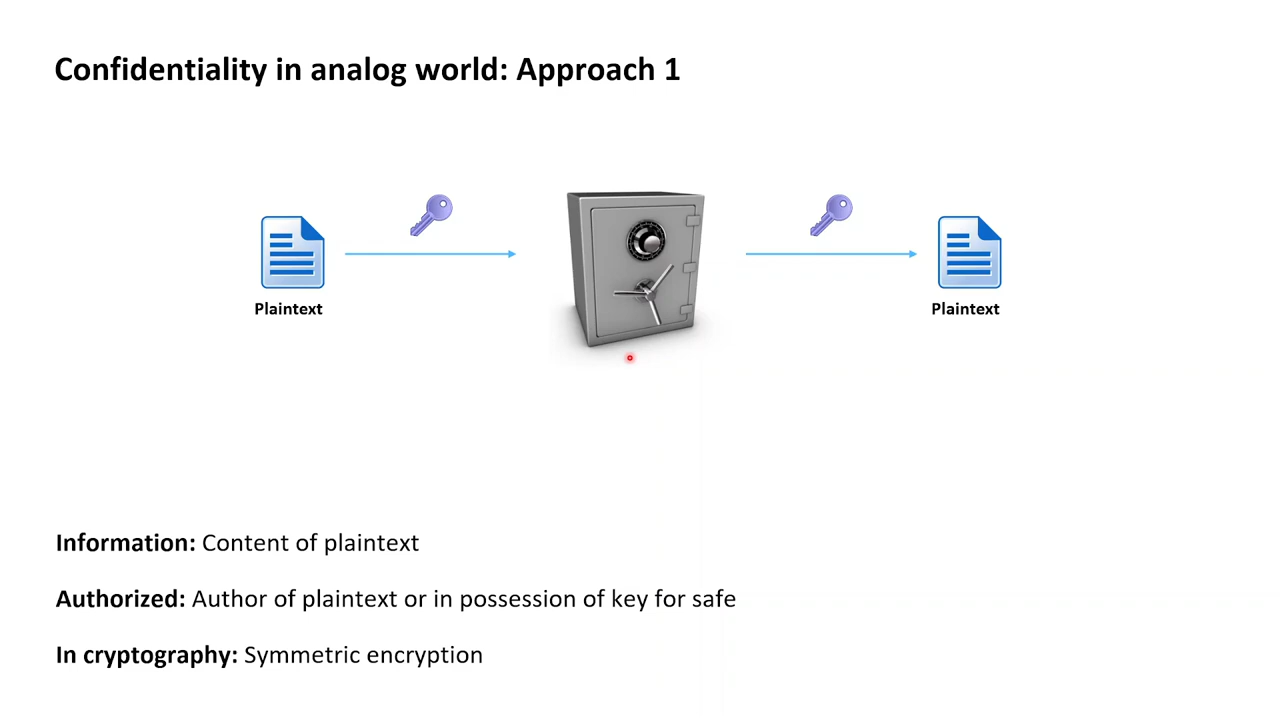 Confidentiality in analog world: Approach 1
Plaintext
Plaintext
Information: Content of plaintext
Authorized: Author of plaintext or in possession of key for safe
In cryptography: Symmetric encryption